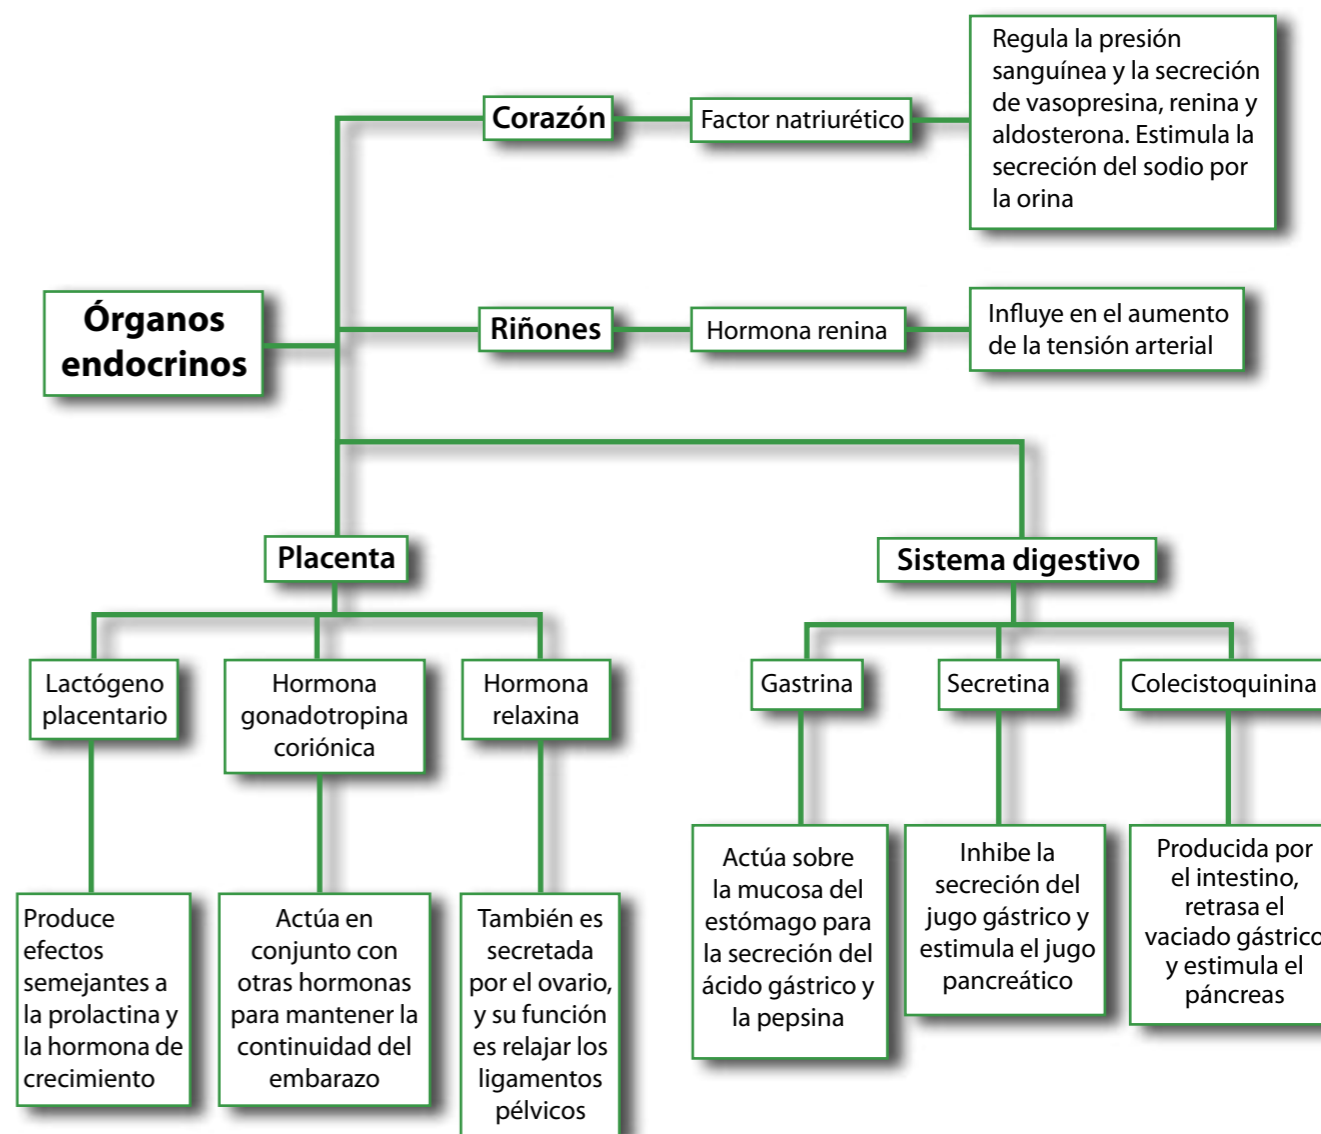 Regula la presión
sanguínea y la secreción
de vasopresina, renina y
aldosterona. Estimula la
secreción del sodio por
la orina
Corazón
Factor natriurético
Órganos
endocrinos
Riñones
Hormona renina
Influye en el aumento
de la tensión arterial
Placenta
Sistema digestivo
Lactógeno
placentario
Hormona
gonadotropina
coriónica
Hormona
relaxina
Gastrina
Secretina
Colecistoquinina
Produce
efectos
semejantes a
la prolactina y
la hormona de
crecimiento
Actúa en
conjunto con
otras hormonas
para mantener la
continuidad del
embarazo
También es
secretada
por el ovario,
y su función
es relajar los
ligamentos
pélvicos
Actúa sobre
la mucosa del
estómago para
la secreción del
ácido gástrico y
la pepsina
Inhibe la
secreción del
jugo gástrico y
estimula el jugo
pancreático
Producida por
el intestino,
retrasa el
vaciado gástrico
y estimula el
páncreas